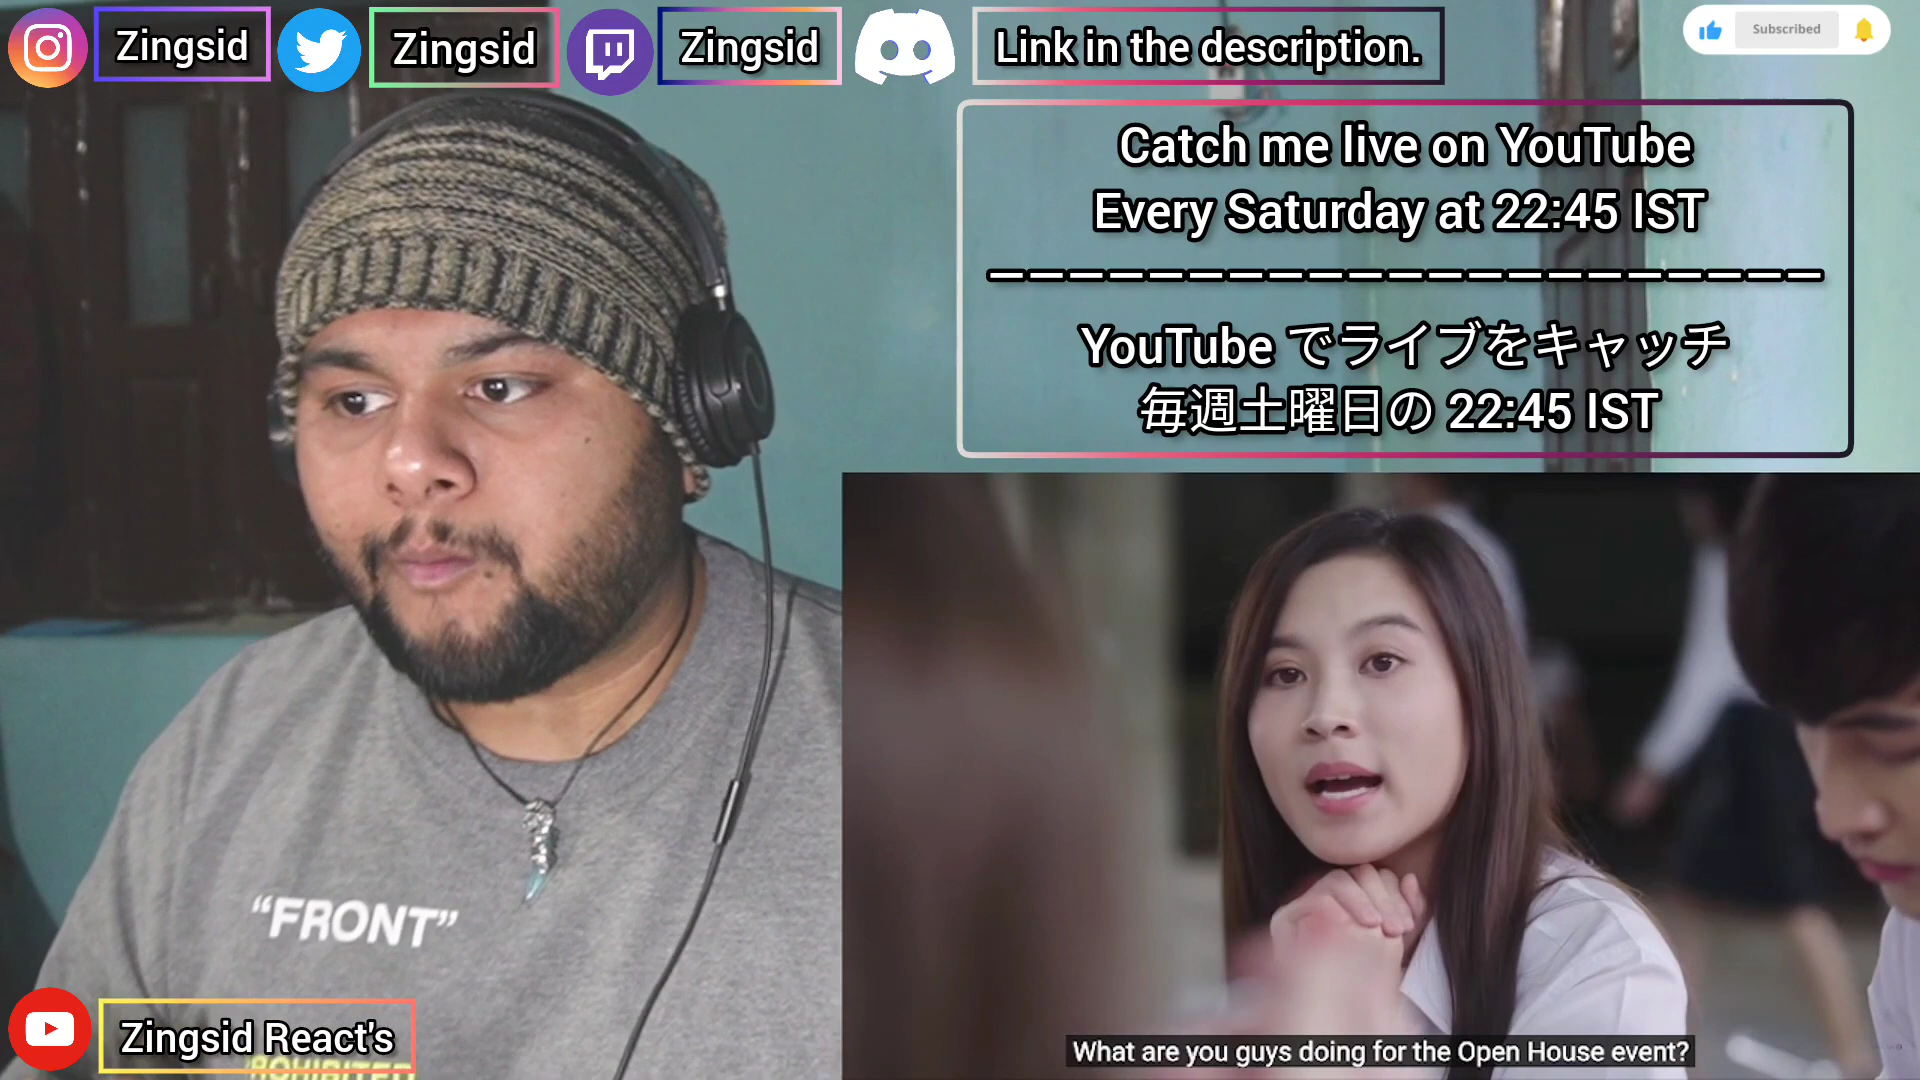 Zingsid
Zingsid
Zingsid
Link in the description.
Subscribed
Catch me live on YouTube
Every Saturday at 22:45 IST
YouTube でライブをキャッチ
毎週土曜日の 22:45 IST
“FRONT”
Zingsid React's
What are you guys doing for the Open House event?